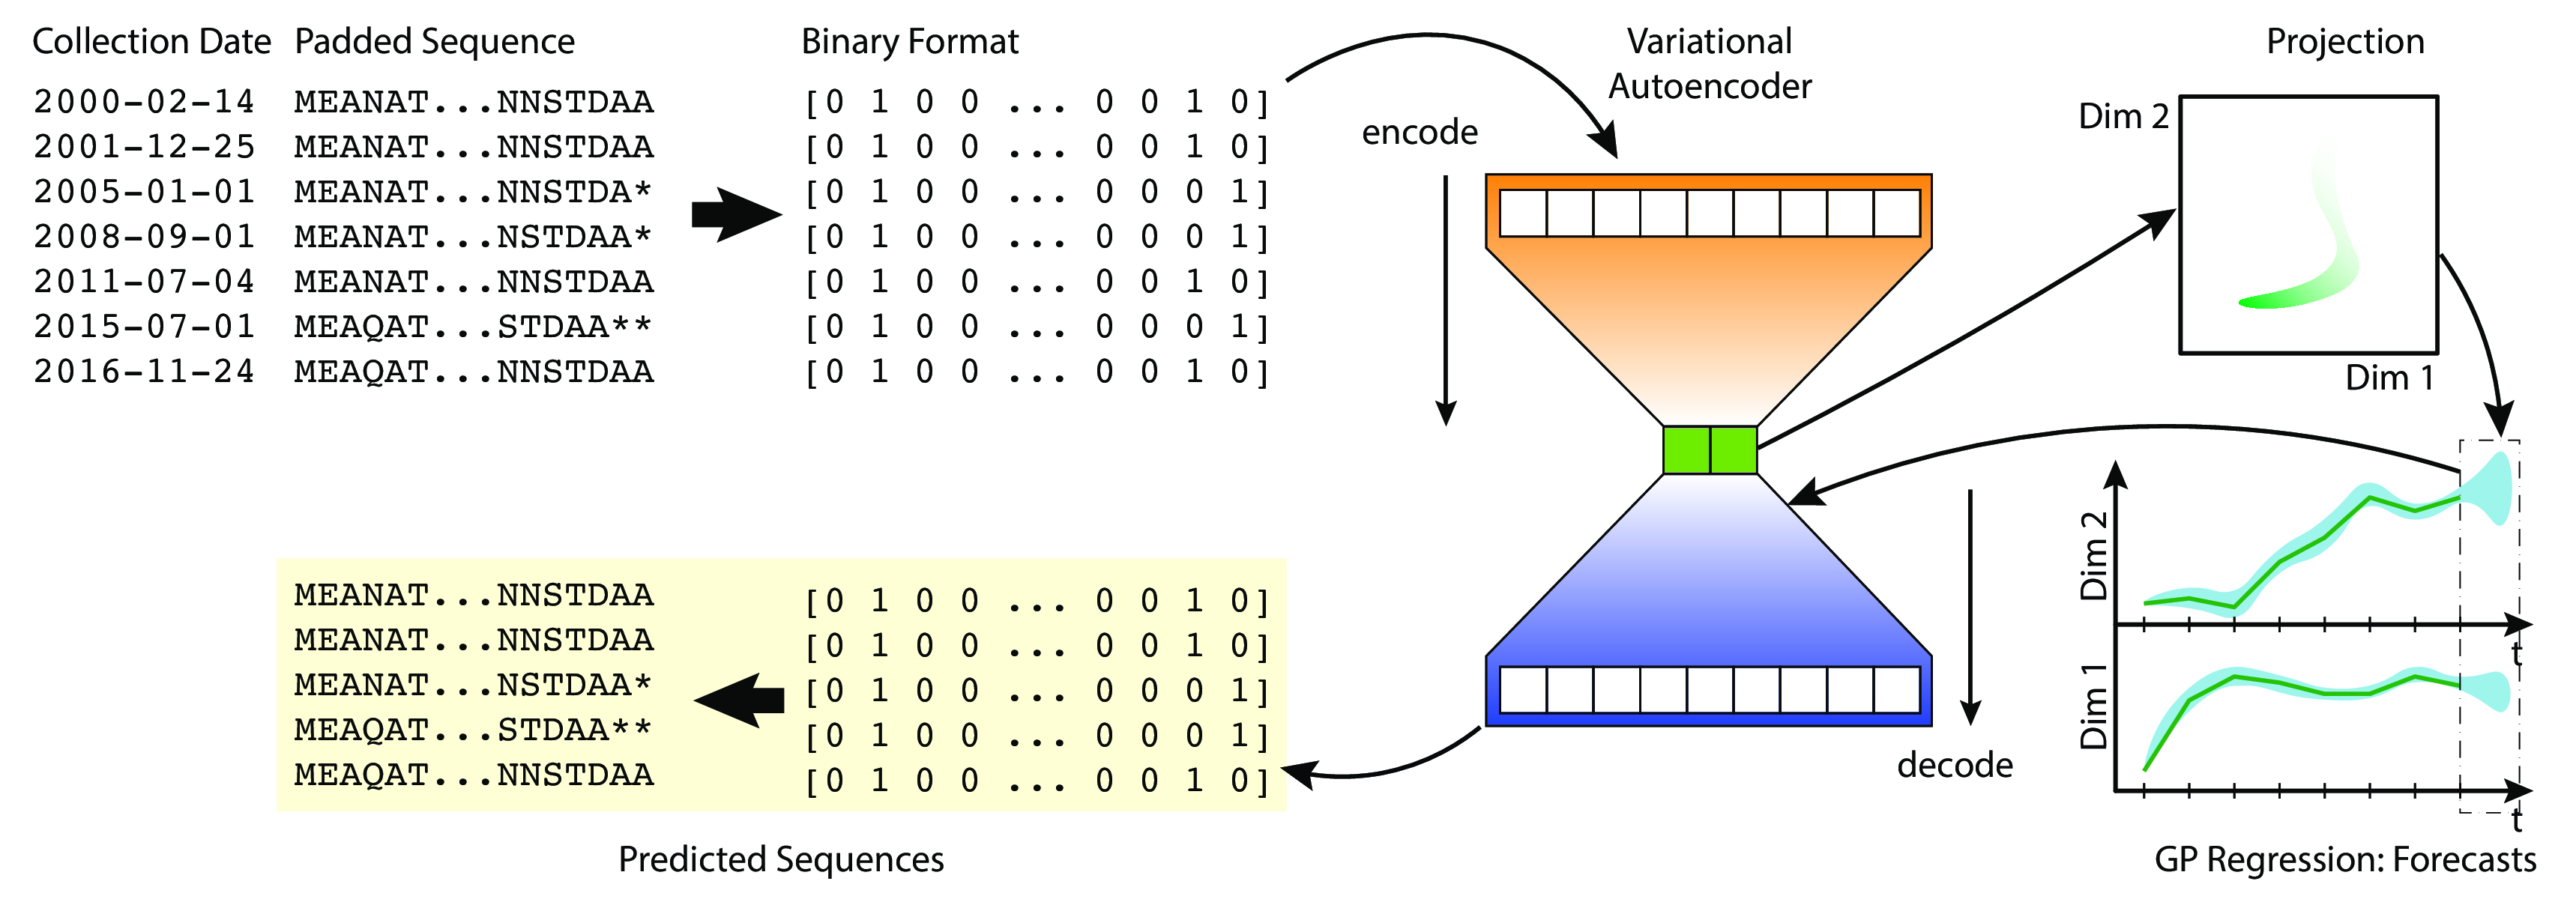 Collection Date Padded Sequence Binary Format
2000-02-14 MEANAT...NNSTDAA [0 1 0 0 ... 0 0 1 0]
2001-12-25 MEANAT...NNSTDAA [0 1 0 0 ... 0 0 1 0]
2005-01-01 MEANAT...NNSTDA* [0 1 0 0 ... 0 0 0 1]
2008-09-01 MEANAT...NSTDAA* [0 1 0 0 ... 0 0 0 1]
2011-07-04 MEANAT...NNSTDAA [0 1 0 0 ... 0 0 1 0]
2015-07-01 MEAQAT...STDAA** [0 1 0 0 ... 0 0 0 1]
2016-11-24 MEAQAT...NNSTDAA [0 1 0 0 ... 0 0 1 0]
Variational
Autoencoder
encode
Projection
Dim 2
Dim 1
Dim 2
t
Dim 1
t
GP Regression: Forecasts
decode
MEANAT...NNSTDAA [0 1 0 0 ... 0 0 1 0]
MEANAT...NNSTDAA [0 1 0 0 ... 0 0 1 0]
MEANAT...NSTDAA* [0 1 0 0 ... 0 0 0 1]
MEAQAT...STDAA** [0 1 0 0 ... 0 0 0 1]
MEAQAT...NNSTDAA [0 1 0 0 ... 0 0 1 0]
Predicted Sequences